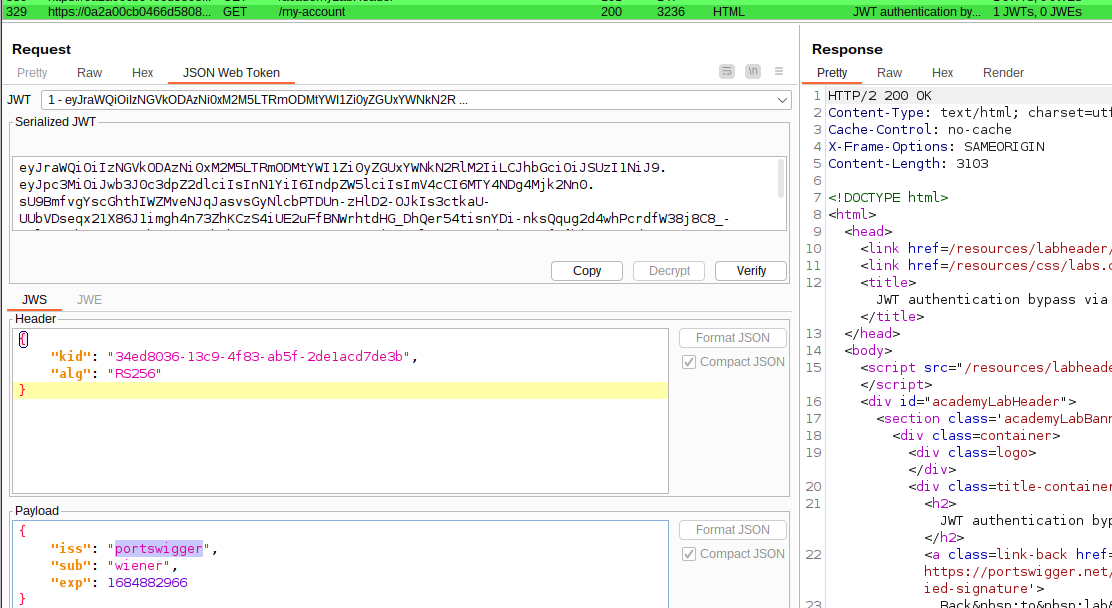 329 https://0a2a00cb0466d5808... GET /my-account 200 3236 HTML JWT authentication by... 1 JWTs, 0 JWEs
Request
Pretty Raw Hex JSON Web Token
\n
JWT 1 - eyJraWQiOiIzNGVkODAzNi0xM2M5LTRmODMtYWI1Zi0yZGUxYWNkN2R ...
Serialized JWT
eyJraWQiOiIzNGVkODAzNi0xM2M5LTRmODMtYWI1Zi0yZGUxYWNkN2RlM2IiLCJhbGciOiJSUzI1NiJ9.
eyJpc3MiOiJwb3J0c3dpZ2dlciIsInN1YiI6IndpZW5lciIsImV4cCI6MTY4NDg4Mjk2Nn0.
sU9BmfvgYscGhthIWZMveNJqJasvsGyNlcbPTDUn-zHlD2-OJkIs3ctkaU-
UUbVDseqx21X86J1imgh4n73ZhKCzS4iUE2uFfBNWrhtdHG_DhQer54tisnYDi-nksQqug2d4whPcrdfW38j8C8_-
Copy Decrypt Verify
JWS JWE
Header
{
"kid": "34ed8036-13c9-4f83-ab5f-2de1acd7de3b",
"alg": "RS256"
}
Format JSON
Compact JSON
Payload
{
"iss": "portswigger",
"sub": "wiener",
"exp": 1684882966
}
Format JSON
Compact JSON
Response
Pretty Raw Hex Render
1 HTTP/2 200 OK
2 Content-Type: text/html; charset=utf
3 Cache-Control: no-cache
4 X-Frame-Options: SAMEORIGIN
5 Content-Length: 3103
6
7 <!DOCTYPE html>
8 <html>
9 <head>
10 <link href=/resources/labheader/
11 <link href=/resources/css/labs.c
12 <title>
JWT authentication bypass via
</title>
13 </head>
14 <body>
15 <script src="/resources/labheade
</script>
16 <div id="academyLabHeader">
17 <section class='academyLabBann
18 <div class=container>
19 <div class=logo>
</div>
20 <div class=title-container
21 <h2>
JWT authentication byp
</h2>
22 <a class=link-back href=
https://portswigger.net/
ied-signature'>
23 Back&nbsp;to&nbsp;lab&